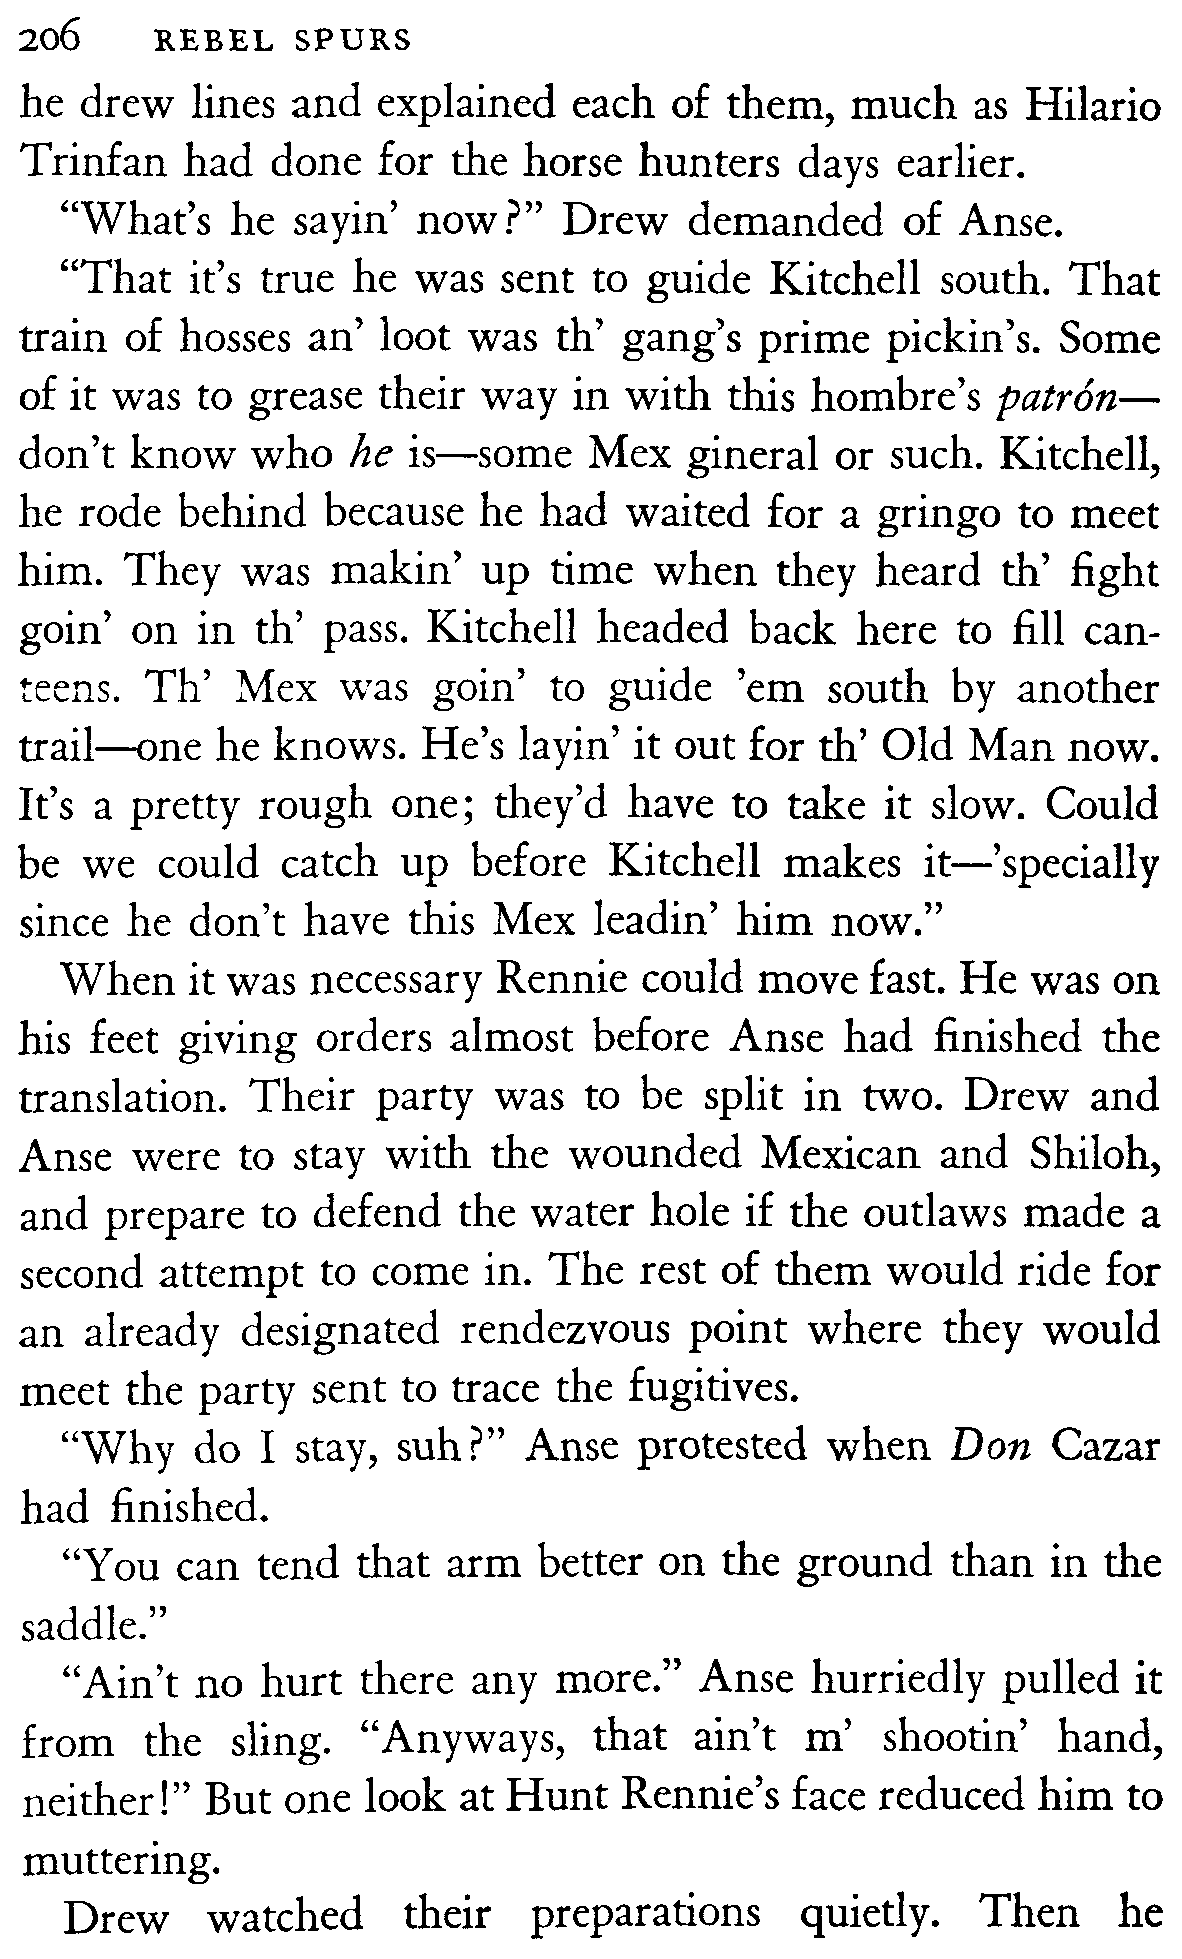 206 REBEL SPURS
he drew lines and explained each of them, much as Hilario
Trinfan had done for the horse hunters days earlier.
“What’s he sayin’ now?” Drew demanded of Anse.
“That it’s true he was sent to guide Kitchell south. That
train of hosses an’ loot was th’ gang’s prime pickin’s. Some
of it was to grease their way in with this hombre’s patrón—
don’t know who he is—some Mex gineral or such. Kitchell,
he rode behind because he had waited for a gringo to meet
him. They was makin’ up time when they heard th’ fight
goin’ on in th’ pass. Kitchell headed back here to fill can-
teens. Th’ Mex was goin’ to guide ’em south by another
trail—one he knows. He’s layin’ it out for th’ Old Man now.
It’s a pretty rough one; they’d have to take it slow. Could
be we could catch up before Kitchell makes it—’specially
since he don’t have this Mex leadin’ him now.”
When it was necessary Rennie could move fast. He was on
his feet giving orders almost before Anse had finished the
translation. Their party was to be split in two. Drew and
Anse were to stay with the wounded Mexican and Shiloh,
and prepare to defend the water hole if the outlaws made a
second attempt to come in. The rest of them would ride for
an already designated rendezvous point where they would
meet the party sent to trace the fugitives.
“Why do I stay, suh?” Anse protested when Don Cazar
had finished.
“You can tend that arm better on the ground than in the
saddle.”
“Ain’t no hurt there any more.” Anse hurriedly pulled it
from the sling. “Anyways, that ain’t m’ shootin’ hand,
neither!” But one look at Hunt Rennie’s face reduced him to
muttering.
Drew watched their preparations quietly. Then he